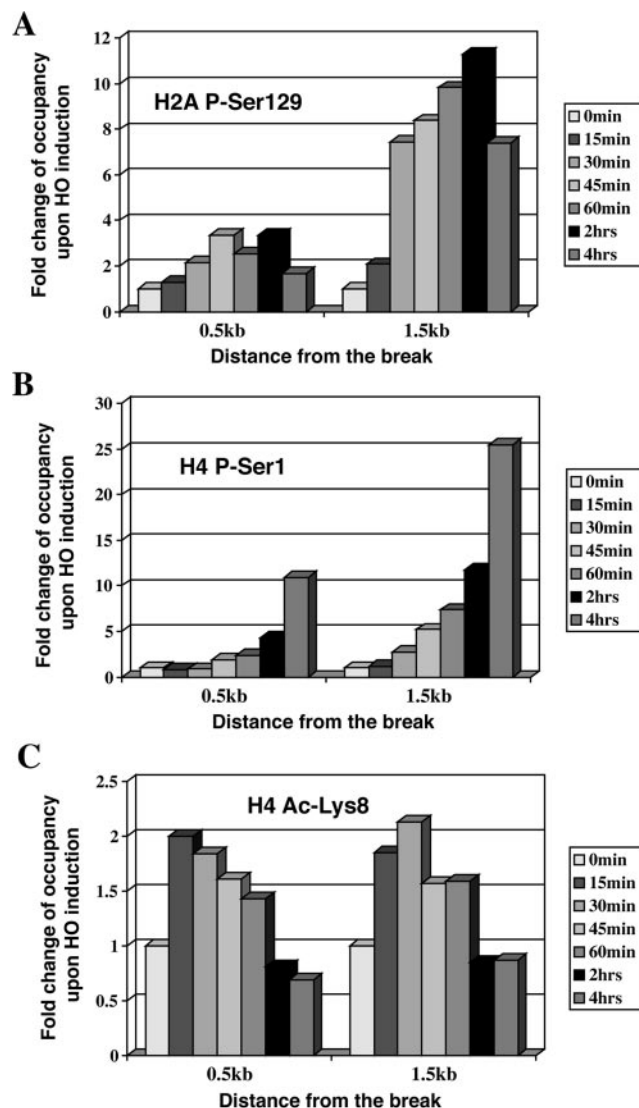 A
Fold change of occupancy
upon HO induction
12
10
8
6
4
2
0
H2A P-Ser129
0.5kb
1.5kb
Distance from the break
0min
15min
30min
45min
60min
2hrs
4hrs
B
Fold change of occupancy
upon HO induction
30
25
20
15
10
5
0
H4 P-Ser1
0.5kb
1.5kb
Distance from the break
0min
15min
30min
45min
60min
2hrs
4hrs
C
Fold change of occupancy
upon HO induction
2.5
2
1.5
1
0.5
0
H4 Ac-Lys8
0.5kb
1.5kb
Distance from the break
0min
15min
30min
45min
60min
2hrs
4hrs